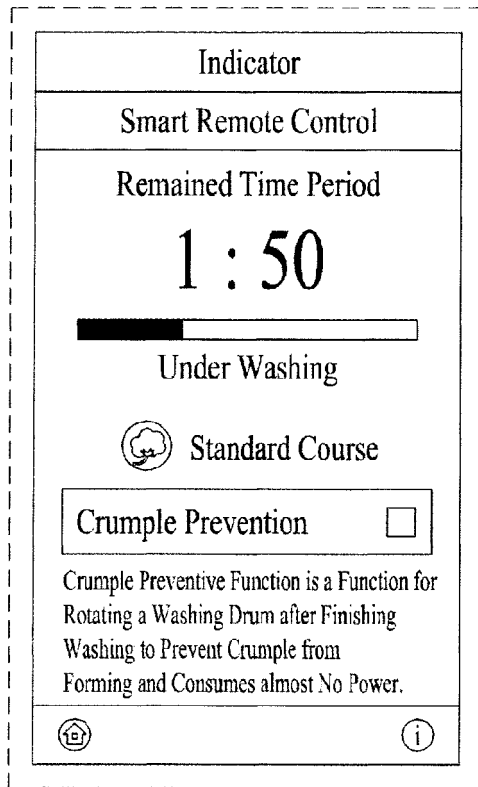 Indicator
Smart Remote Control
Remained Time Period
1 : 50
Under Washing
Standard Course
Crumple Prevention
Crumple Preventive Function is a Function for
Rotating a Washing Drum after Finishing
Washing to Prevent Crumple from
Forming and Consumes almost No Power.
i